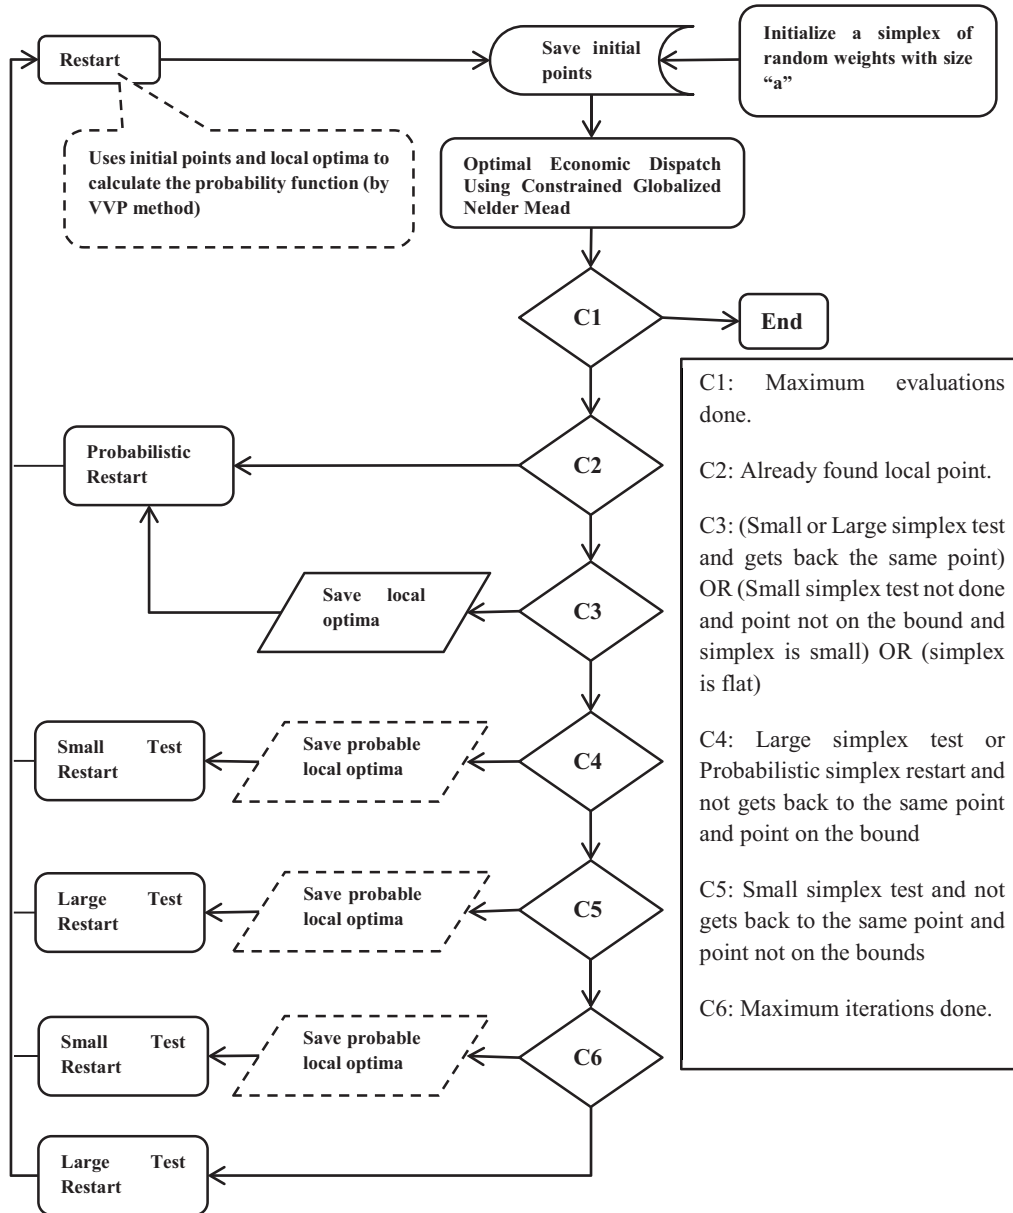 Restart
Save initial
points
Initialize a simplex of
random weights with size
“a”
Uses initial points and local optima to
calculate the probability function (by
VVP method)
Optimal Economic Dispatch
Using Constrained Globalized
Nelder Mead
C1
End
C1: Maximum evaluations
done.
C2: Already found local point.
C3: (Small or Large simplex test
and gets back the same point)
OR (Small simplex test not done
and point not on the bound and
simplex is small) OR (simplex
is flat)
C4: Large simplex test or
Probabilistic simplex restart and
not gets back to the same point
and point on the bound
C5: Small simplex test and not
gets back to the same point and
point not on the bounds
C6: Maximum iterations done.
Probabilistic
Restart
C2
Save local
optima
C3
Small Test
Restart
Save probable
local optima
C4
Large Test
Restart
Save probable
local optima
C5
Small Test
Restart
Save probable
local optima
C6
Large Test
Restart